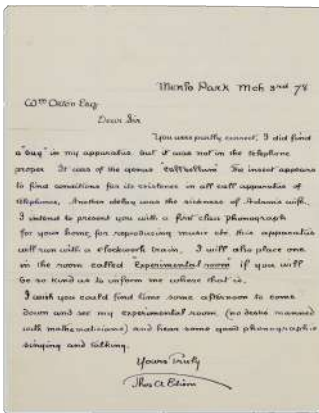 Menlo Park Mch 3rd 78
Wm Orton Esq
Dear Sir
You were partly correct, I did find
a "bug" in my apparatus, but it was not in the telephone
proper It was of the genus "callbellum" The insect appears
to find conditions for its existence in all call apparatus of
telephones. Another delay was the sickness of Adams wife.
I intend to present you with a first class phonograph
for your home, for reproducing music etc. this apparatus
will run with a clockwork train. I will also place one
in the room called "Experimental room" if you will
be so kind as to inform me where that is.
I wish you could find time some afternoon to come
down and see my experimental room (no desks manned
with mathematicians) and hear some good phonographic
singing and talking.
Yours Truly
Thos A Edison